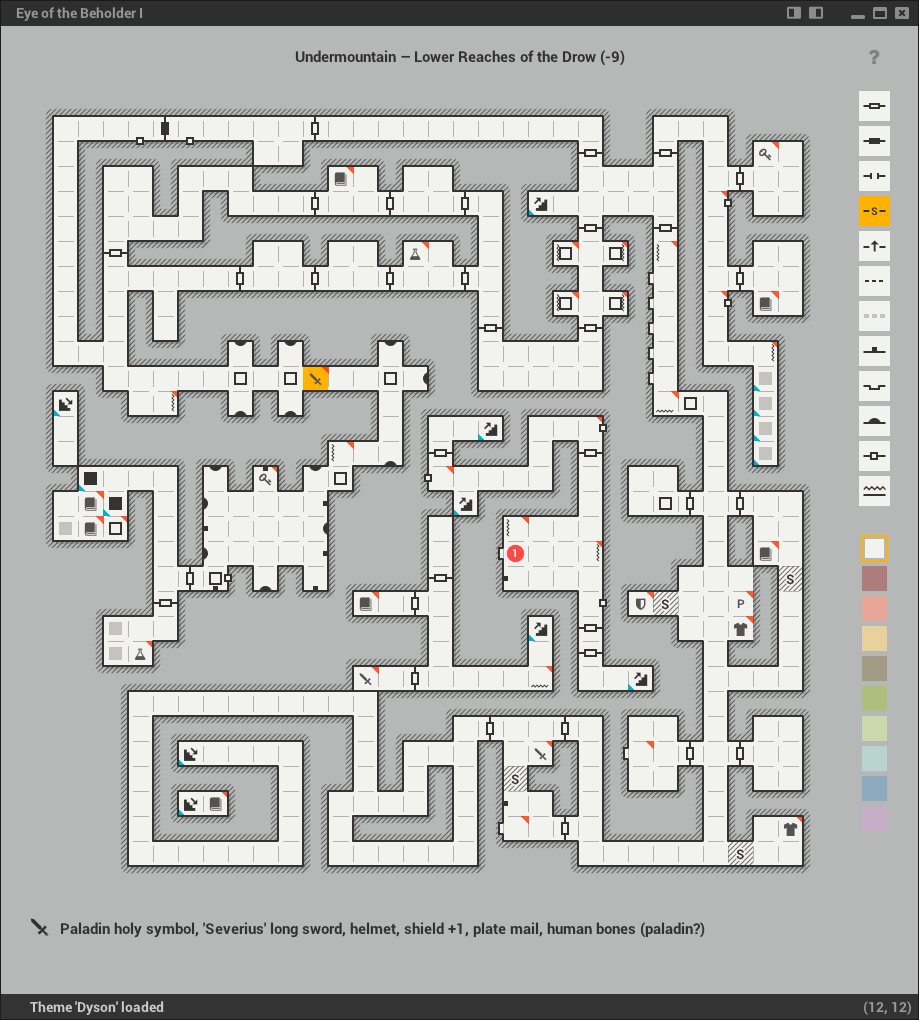 Eye of the Beholder I
Undermountain – Lower Reaches of the Drow (-9)
?
S
1
S
S
P
S
S
Paladin holy symbol, 'Severius' long sword, helmet, shield +1, plate mail, human bones (paladin?)
Theme 'Dyson' loaded
(12, 12)